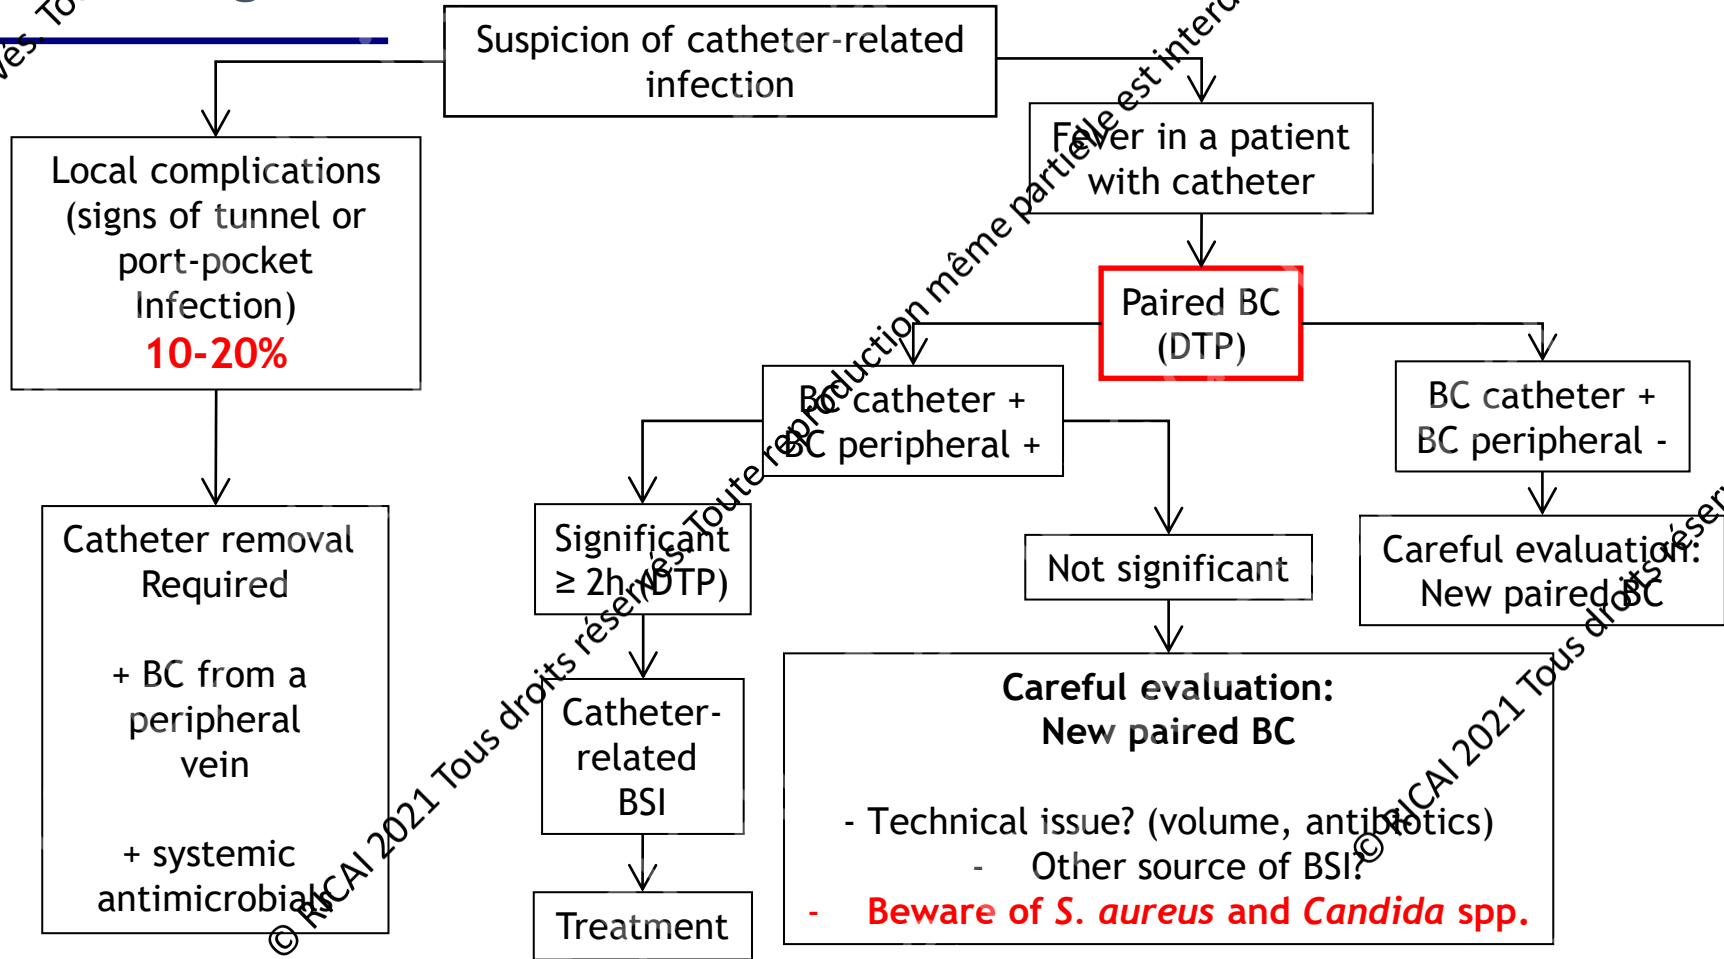 Suspicion of catheter-related
infection
Local complications
(signs of tunnel or
port-pocket
Infection)
10-20%
Catheter removal
Required
+ BC from a
peripheral
vein
+ systemic
antimicrobials
Fever in a patient
with catheter
Paired BC
(DTP)
BC catheter +
BC peripheral +
BC catheter +
BC peripheral -
Significant
≥ 2h (DTP)
Not significant
Careful evaluation:
New paired BC
Catheter-
related
BSI
Treatment
Careful evaluation:
New paired BC
- Technical issue? (volume, antibiotics)
- Other source of BSI?
- Beware of S. aureus and Candida spp.
© RICAI 2021 Tous droits réservés. Toute reproduction même partielle est interd
© RICAI 2021 Tous droits réser